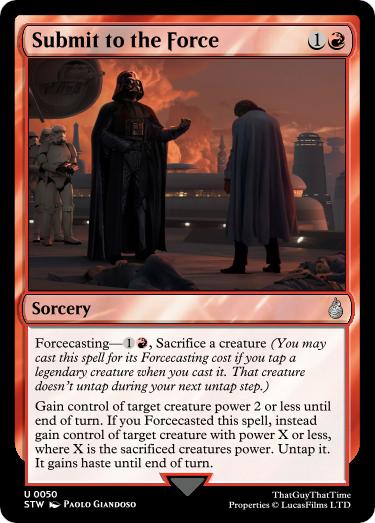 Submit to the Force 1
Sorcery
Forcecasting—1, Sacrifice a creature (You may
cast this spell for its Forcecasting cost if you tap a
legendary creature when you cast it. That creature
doesn't untap during your next untap step.)
Gain control of target creature power 2 or less until
end of turn. If you Forcecasted this spell, instead
gain control of target creature with power X or less,
where X is the sacrificed creatures power. Untap it.
It gains haste until end of turn.
U 0050
STW Paolo Giandoso
ThatGuyThatTime
Properties © LucasFilms LTD